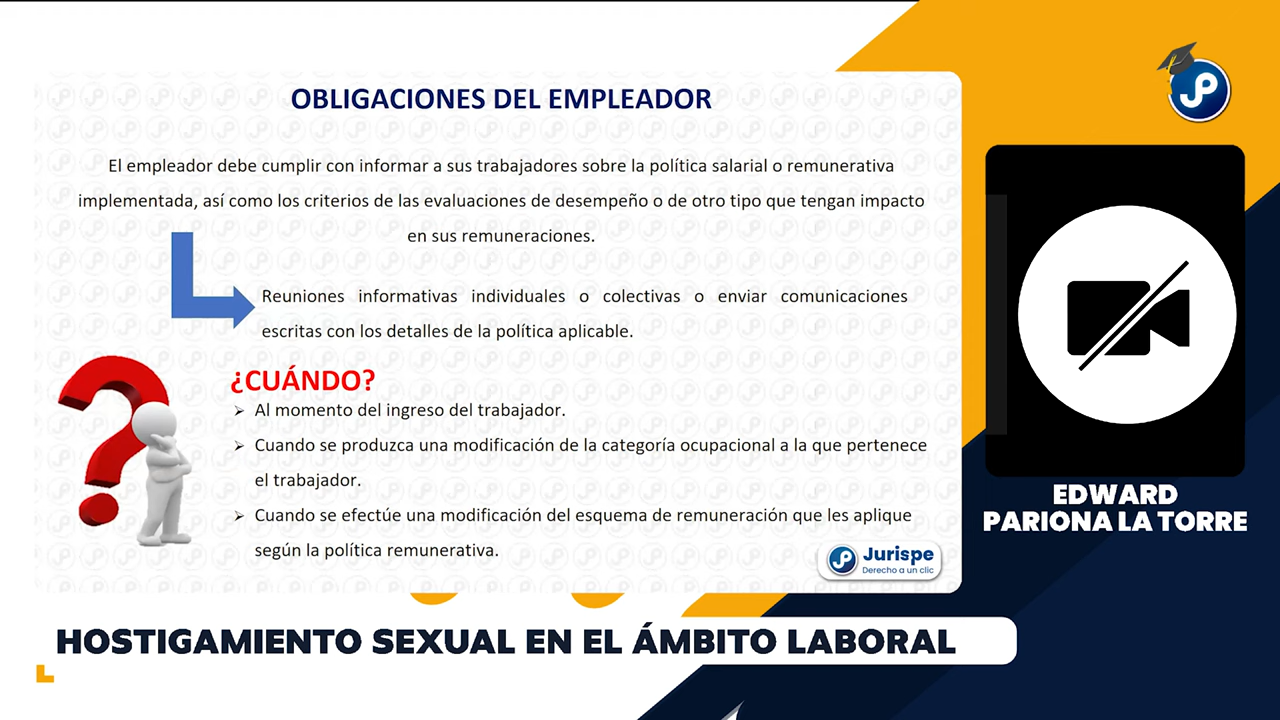 OBLIGACIONES DEL EMPLEADOR
El empleador debe cumplir con informar a sus trabajadores sobre la política salarial o remunerativa
implementada, así como los criterios de las evaluaciones de desempeño o de otro tipo que tengan impacto
en sus remuneraciones.
Reuniones informativas individuales o colectivas o enviar comunicaciones
escritas con los detalles de la política aplicable.
¿CUÁNDO?
➢ Al momento del ingreso del trabajador.
➢ Cuando se produzca una modificación de la categoría ocupacional a la que pertenece
el trabajador.
➢ Cuando se efectúe una modificación del esquema de remuneración que les aplique
según la política remunerativa.
JP Jurispe
Derecho a un clic
JP
EDWARD
PARIONA LA TORRE
HOSTIGAMIENTO SEXUAL EN EL ÁMBITO LABORAL